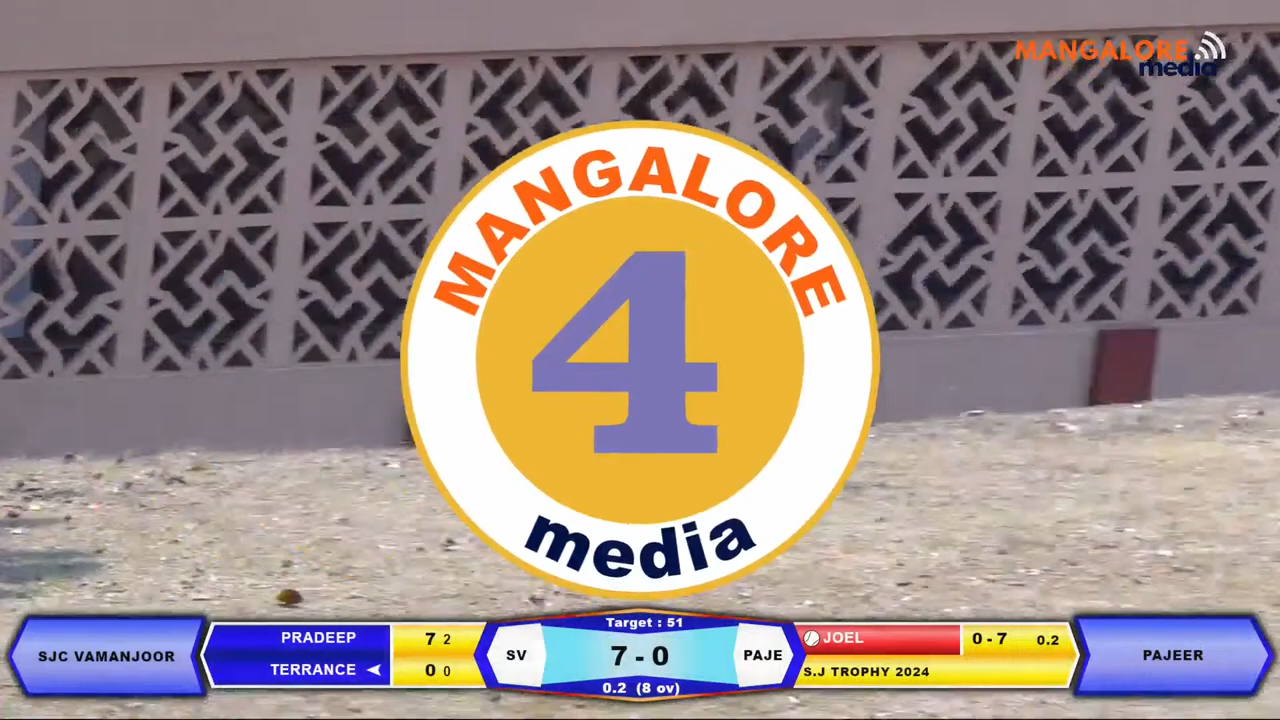 MANGALORE
media
MANGALORE
4
media
SJC VAMANJOOR
PRADEEP 7 2
TERRANCE 0 0
Target : 51
SV 7 - 0 PAJE
0.2 (8 ov)
JOEL 0 - 7 0.2
S.J TROPHY 2024
PAJEER